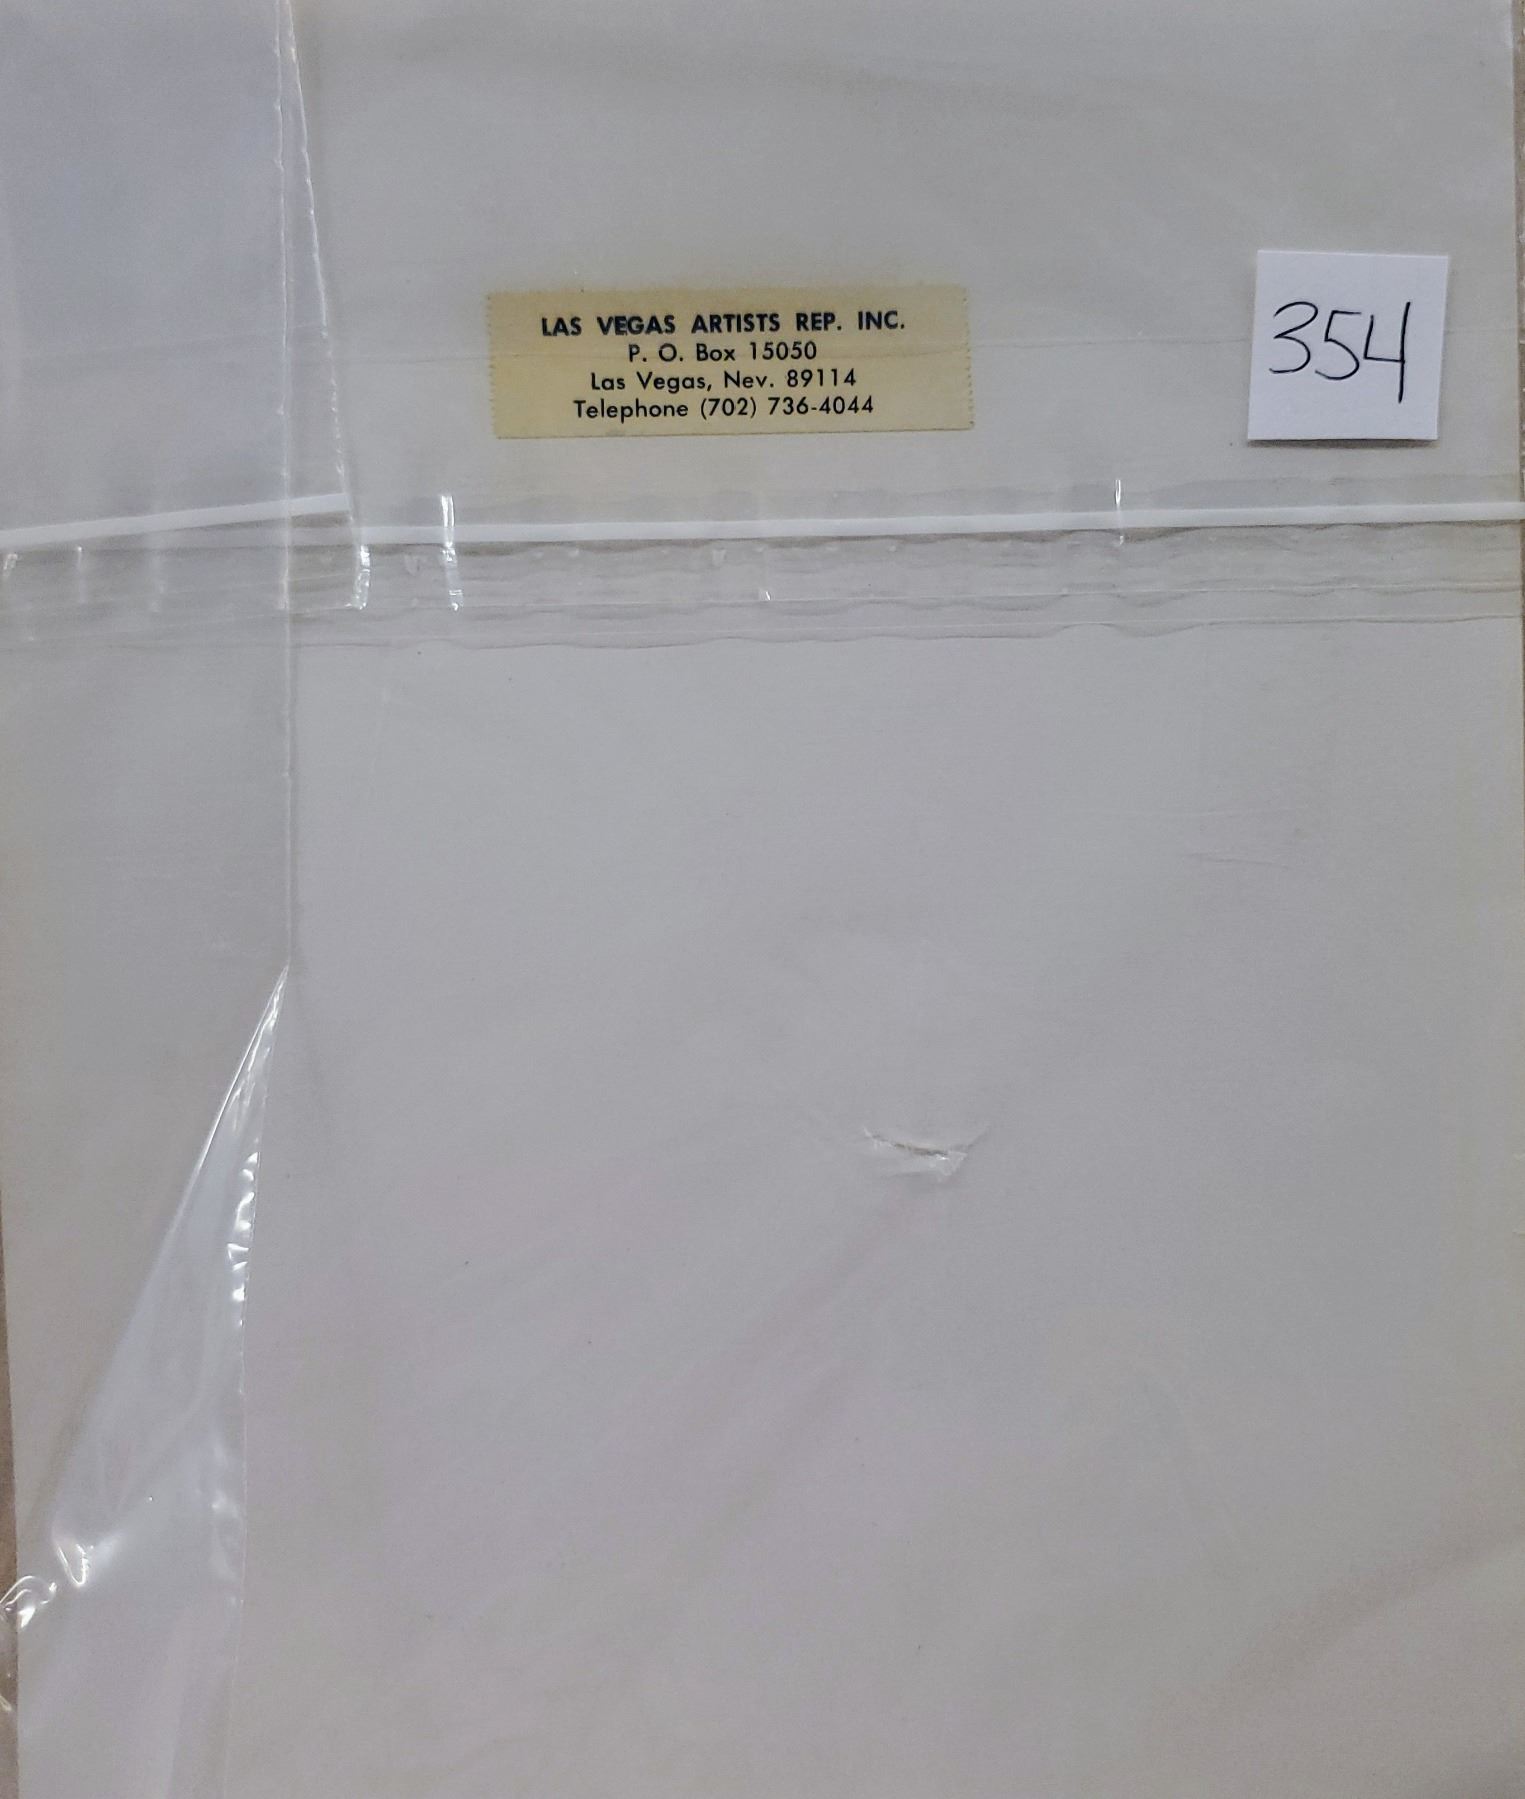 LAS VEGAS ARTISTS REP. INC.
P. O. Box 15050
Las Vegas, Nev. 89114
Telephone (702) 736-4044
354